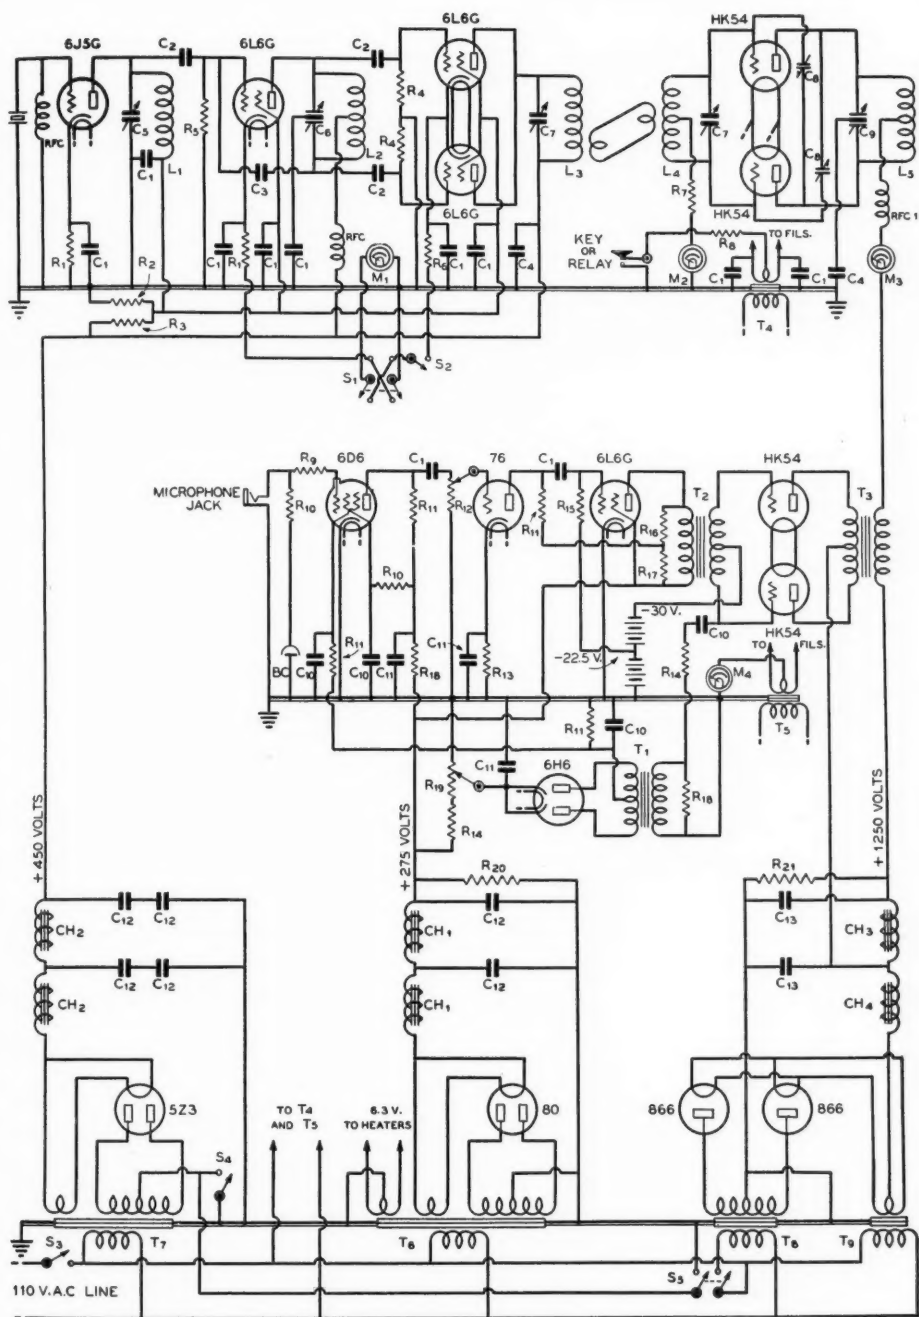 6J5G
C2
6L6G
C2
6L6G
HK54
C8
RFC
C5
L1
C1
R5
C6
L2
C3
C2
R4
R4
6L6G
C7
L3
L4
C7
HK54
C8
C9
L5
RFC 1
R7
KEY OR RELAY
R8
TO FILS.
R1
C1
R2
R3
C1
R1
C1
C1
RFC
M1
R6
C1
C1
C4
M2
C1
T4
C1
C4
M3
S1
S2
MICROPHONE JACK
R9
R10
6D6
R11
C1
R12
76
C1
R11
R15
6L6G
R16
R17
T2
HK54
T3
R10
-30 V.
-22.5 V.
C10
HK54
TO FILS.
BC
C10
R11
C10
C11
R18
C11
R13
R14
M4
T5
R11
C10
T1
C11
6H6
R19
R14
R18
+ 450 VOLTS
+ 275 VOLTS
+ 1250 VOLTS
R20
R21
CH2
C12
C12
CH1
C12
C13
CH3
CH2
C12
C12
CH1
C12
C13
CH4
5Z3
TO T4 AND T5
6.3 V. TO HEATERS
80
866
866
S4
S3
T7
T6
S5
T8
T9
110 V.A.C LINE